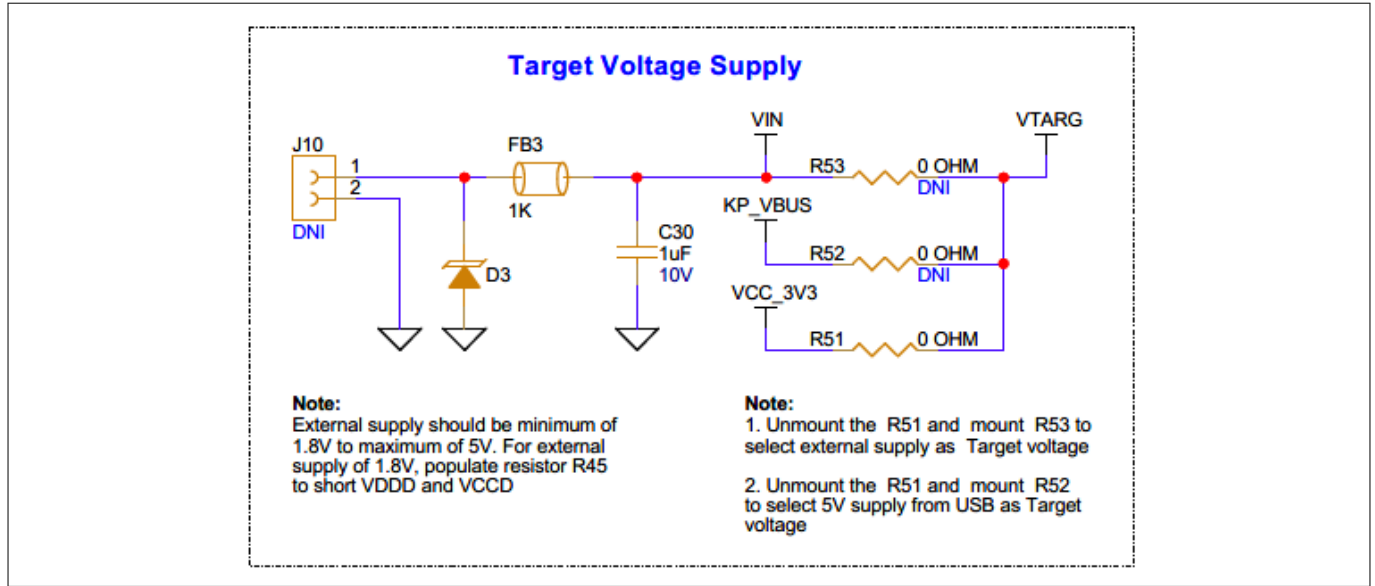 Target Voltage Supply
VIN
VTARG
J10
FB3
1
2
R53
0 OHM
DNI
1K
KP_VBUS
DNI
D3
C30
1uF
10V
R52
0 OHM
DNI
VCC_3V3
R51
0 OHM
Note:
External supply should be minimum of
1.8V to maximum of 5V. For external
supply of 1.8V, populate resistor R45
to short VDDD and VCCD
Note:
1. Unmount the R51 and mount R53 to
select external supply as Target voltage
2. Unmount the R51 and mount R52
to select 5V supply from USB as Target
voltage